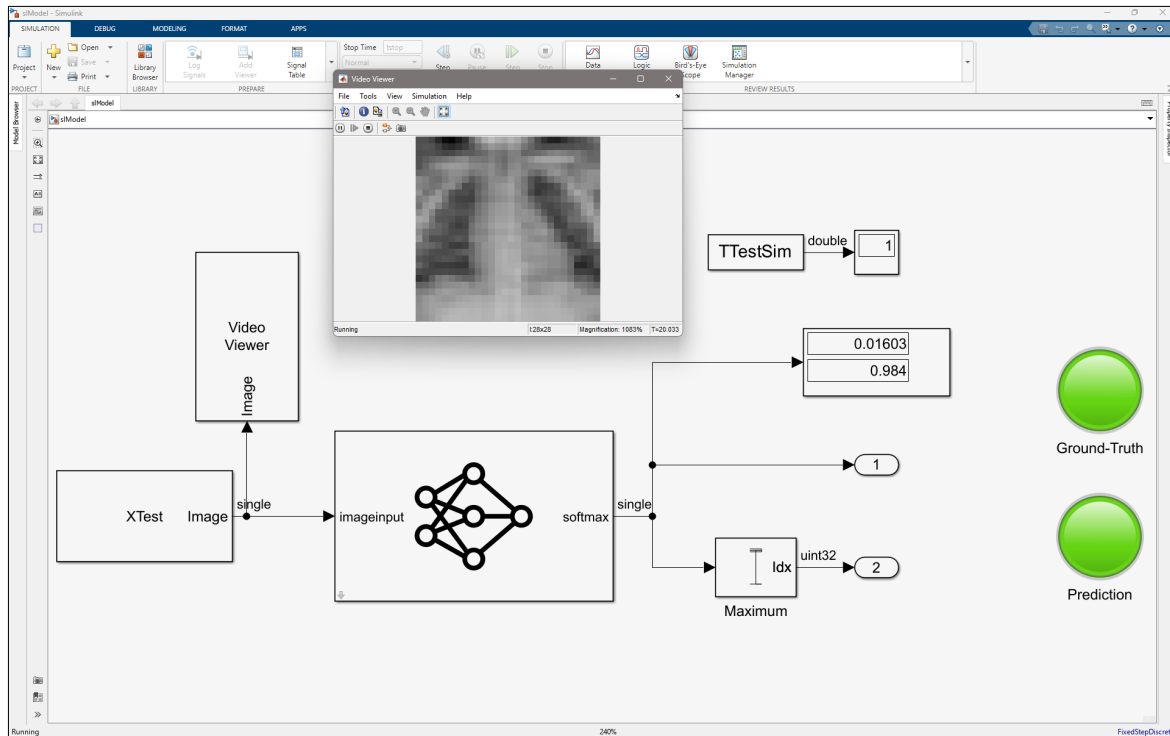 slModel - Simulink
SIMULATION DEBUG MODELING FORMAT APPS
Project
New
Open
Save
Print
Library
Browser
Log
Signals
Add
Viewer
Signal
Table
Stop Time tstop
Normal
Step Pause Step Stop
Data Logic Bird's-Eye
Scope
Simulation
Manager
PROJECT FILE LIBRARY PREPARE REVIEW RESULTS
Model Browser
slModel
slModel
Video Viewer
File Tools View Simulation Help
Running I:28x28 Magnification: 1083% T=20.033
TTestSim
double
1
Video
Viewer
Image
0.01603
0.984
Ground-Truth
XTest Image
single
imageinput softmax
single
1
Idx
uint32
2
Maximum
Prediction
Running 240% FixedStepDiscret